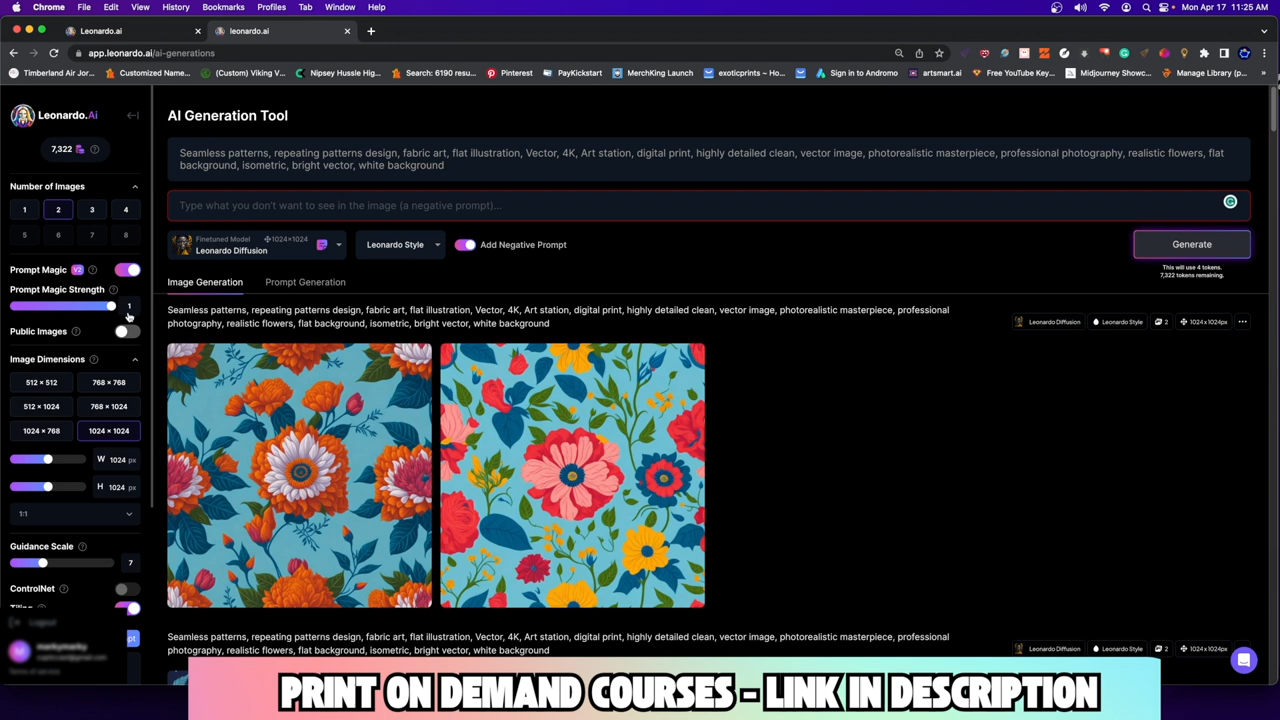 Chrome File Edit View History Bookmarks Profiles Tab Window Help Mon Apr 17 11:25 AM
Leonardo.ai leonardo.ai
app.leonardo.ai/ai-generations
Timberland Air Jor... Customized Name... (Custom) Viking V... Nipsey Hussle Hig... Search: 6190 resu... Pinterest PayKickstart MerchKing Launch exoticprints – Ho... Sign in to Andromo artsmart.ai Free YouTube Key... Midjourney Showc... Manage Library (p...
Leonardo.Ai
7,322
Number of Images
1 2 3 4
5 6 7 8
Prompt Magic V2
Prompt Magic Strength
1
Public Images
Image Dimensions
512 × 512 768 × 768
512 × 1024 768 × 1024
1024 × 768 1024 × 1024
W 1024 px
H 1024 px
1:1
Guidance Scale
7
ControlNet
Tiling
Logout
Terms of service
pt
AI Generation Tool
Seamless patterns, repeating patterns design, fabric art, flat illustration, Vector, 4K, Art station, digital print, highly detailed clean, vector image, photorealistic masterpiece, professional photography, realistic flowers, flat
background, isometric, bright vector, white background
Type what you don't want to see in the image (a negative prompt)...
Finetuned Model 1024×1024
Leonardo Diffusion
Leonardo Style
Add Negative Prompt
Generate
This will use 4 tokens.
7,322 tokens remaining.
Image Generation Prompt Generation
Seamless patterns, repeating patterns design, fabric art, flat illustration, Vector, 4K, Art station, digital print, highly detailed clean, vector image, photorealistic masterpiece, professional
photography, realistic flowers, flat background, isometric, bright vector, white background
Leonardo Diffusion Leonardo Style 2 1024x1024px
Seamless patterns, repeating patterns design, fabric art, flat illustration, Vector, 4K, Art station, digital print, highly detailed clean, vector image, photorealistic masterpiece, professional
photography, realistic flowers, flat background, isometric, bright vector, white background
Leonardo Diffusion Leonardo Style 2 1024x1024px
PRINT ON DEMAND COURSES - LINK IN DESCRIPTION